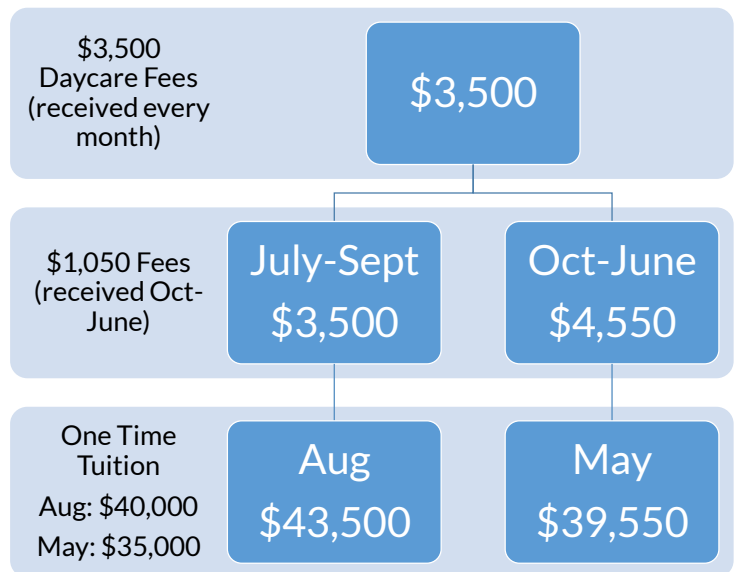 $3,500
Daycare Fees
(received every
month)
$3,500
$1,050 Fees
(received Oct-
June)
July-Sept
$3,500
Oct-June
$4,550
One Time
Tuition
Aug: $40,000
May: $35,000
Aug
$43,500
May
$39,550